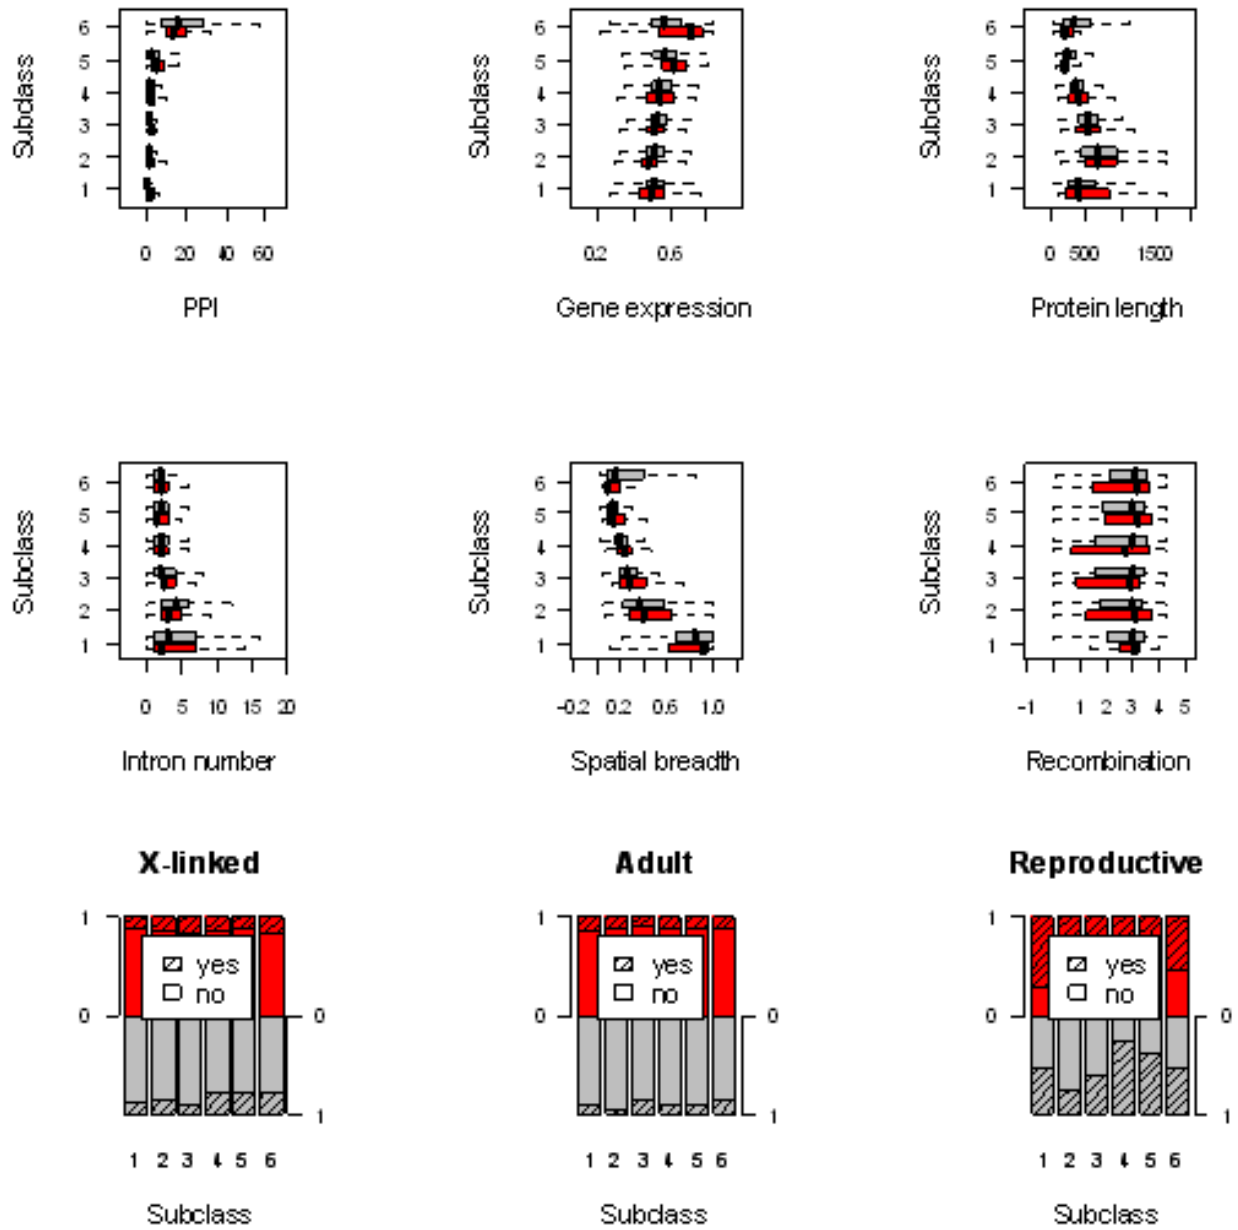 Subclass
6
5
4
3
2
1
0 20 40 60
PPI
Subclass
6
5
4
3
2
1
0.2 0.6
Gene expression
Subclass
6
5
4
3
2
1
0 500 1500
Protein length
Subclass
6
5
4
3
2
1
0 5 10 15 20
Intron number
Subclass
6
5
4
3
2
1
-0.2 0.2 0.6 1.0
Spatial breadth
Subclass
6
5
4
3
2
1
-1 1 2 3 4 5
Recombination
X-linked
1
yes
no
0 0
1
1 2 3 4 5 6
Subclass
Adult
1
yes
no
0 0
1
1 2 3 4 5 6
Subclass
Reproductive
1
yes
no
0 0
1
1 2 3 4 5 6
Subclass